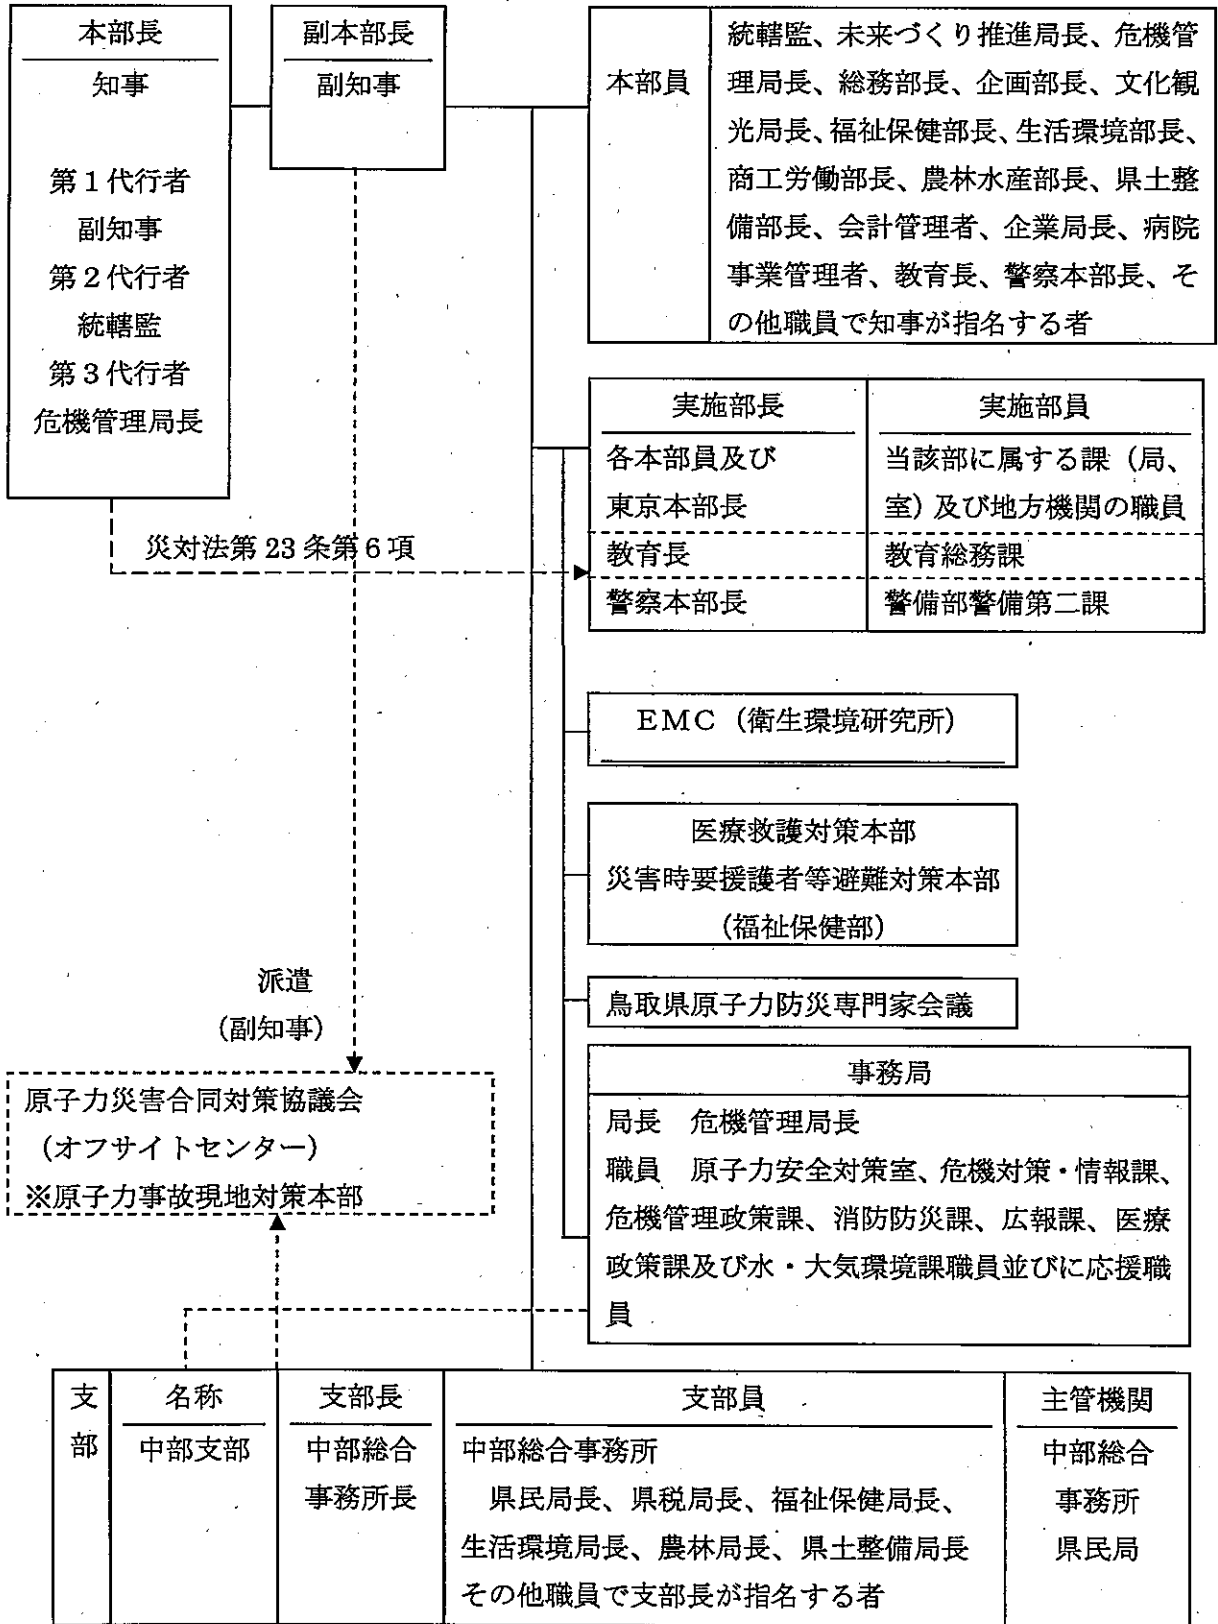 本部長
知事
第1代行者
副知事
第2代行者
統轄監
第3代行者
危機管理局長
副本部長
副知事
本部員
統轄監、未来づくり推進局長、危機管
理局長、総務部長、企画部長、文化観
光局長、福祉保健部長、生活環境部長、
商工労働部長、農林水産部長、県土整
備部長、会計管理者、企業局長、病院
事業管理者、教育長、警察本部長、そ
の他職員で知事が指名する者
災対法第23条第6項
実施部長
実施部員
各本部員及び
東京本部長
当該部に属する課（局、
室）及び地方機関の職員
教育長
教育総務課
警察本部長
警備部警備第二課
EMC（衛生環境研究所）
医療救護対策本部
災害時要援護者等避難対策本部
（福祉保健部）
鳥取県原子力防災専門家会議
派遣
（副知事）
原子力災害合同対策協議会
（オフサイトセンター）
※原子力事故現地対策本部
事務局
局長　危機管理局長
職員　原子力安全対策室、危機対策・情報課、
危機管理政策課、消防防災課、広報課、医療
政策課及び水・大気環境課職員並びに応援職
員
支
部
名称
中部支部
支部長
中部総合
事務所長
支部員
中部総合事務所
県民局長、県税局長、福祉保健局長、
生活環境局長、農林局長、県土整備局長
その他職員で支部長が指名する者
主管機関
中部総合
事務所
県民局